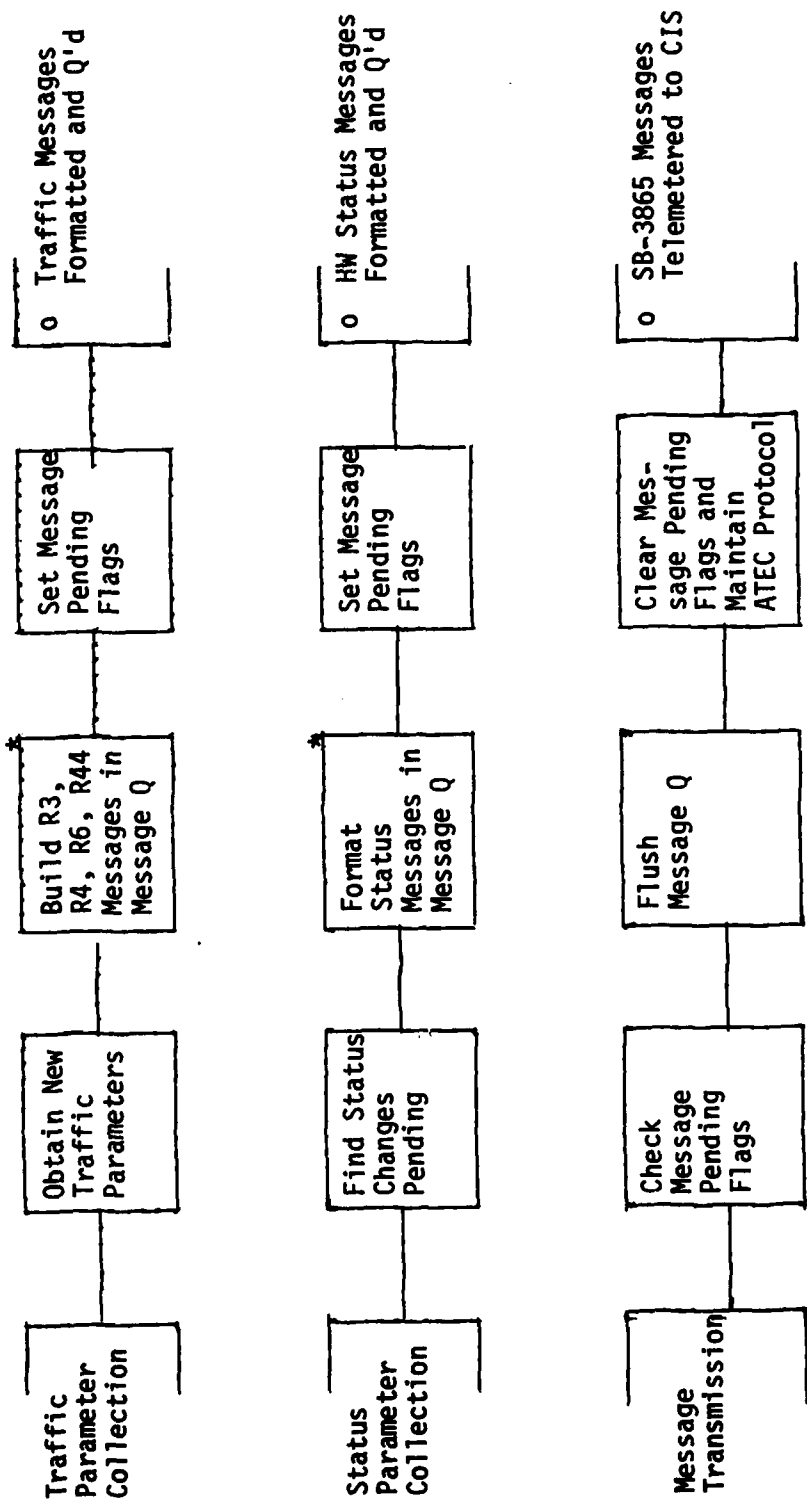 Traffic
Parameter
Collection
Obtain New
Traffic
Parameters
*
Build R3,
R4, R6, R44
Messages in
Message Q
Set Message
Pending
Flags
o Traffic Messages
Formatted and Q'd
Status
Parameter
Collection
Find Status
Changes
Pending
*
Format
Status
Messages in
Message Q
Set Message
Pending
Flags
o HW Status Messages
Formatted and Q'd
Message
Transmission
Check
Message
Pending
Flags
Flush
Message Q
Clear Mes-
sage Pending
Flags and
Maintain
ATEC Protocol
o SB-3865 Messages
Telemetered to CIS